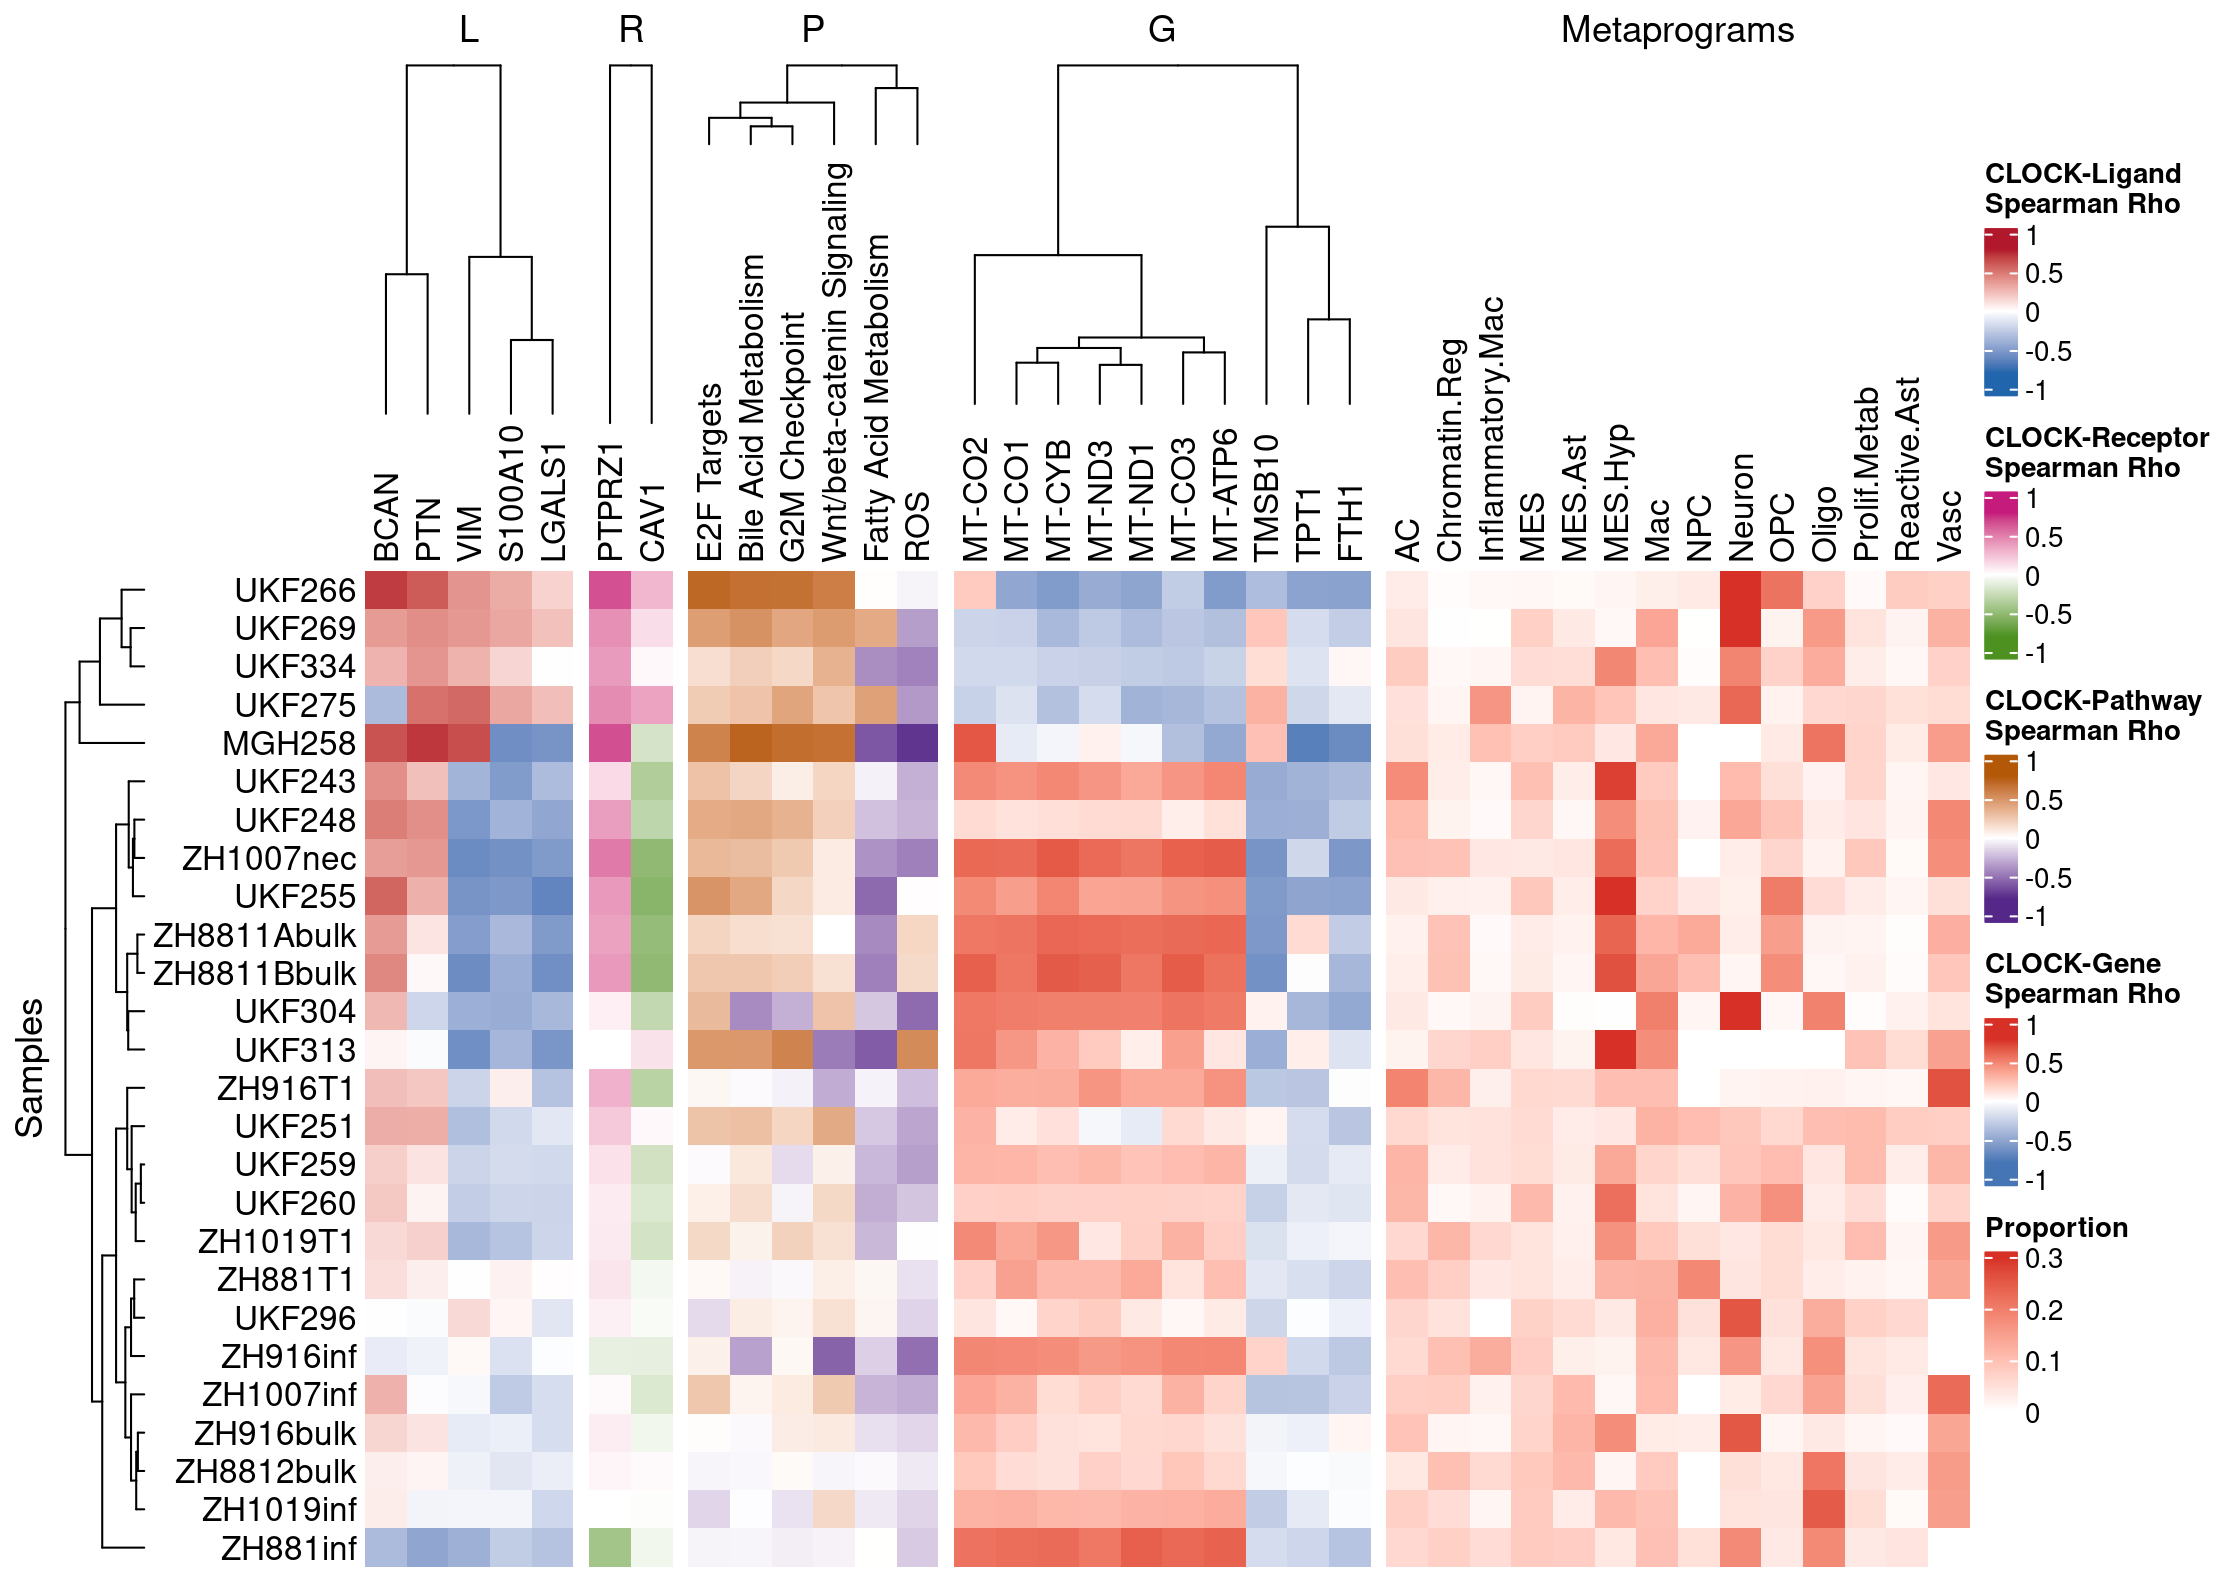 L
R
P
G
Metaprograms
BCAN
PTN
VIM
S100A10
LGALS1
PTPRZ1
CAV1
E2F Targets
Bile Acid Metabolism
G2M Checkpoint
Wnt/beta-catenin Signaling
Fatty Acid Metabolism
ROS
MT-CO2
MT-CO1
MT-CYB
MT-ND3
MT-ND1
MT-CO3
MT-ATP6
TMSB10
TPT1
FTH1
AC
Chromatin.Reg
Inflammatory.Mac
MES
MES.Ast
MES.Hyp
Mac
NPC
Neuron
OPC
Oligo
Prolif.Metab
Reactive.Ast
Vasc
Samples
UKF266
UKF269
UKF334
UKF275
MGH258
UKF243
UKF248
ZH1007nec
UKF255
ZH8811Abulk
ZH8811Bbulk
UKF304
UKF313
ZH916T1
UKF251
UKF259
UKF260
ZH1019T1
ZH881T1
UKF296
ZH916inf
ZH1007inf
ZH916bulk
ZH8812bulk
ZH1019inf
ZH881inf
CLOCK-Ligand
Spearman Rho
1
0.5
0
-0.5
-1
CLOCK-Receptor
Spearman Rho
1
0.5
0
-0.5
-1
CLOCK-Pathway
Spearman Rho
1
0.5
0
-0.5
-1
CLOCK-Gene
Spearman Rho
1
0.5
0
-0.5
-1
Proportion
0.3
0.2
0.1
0